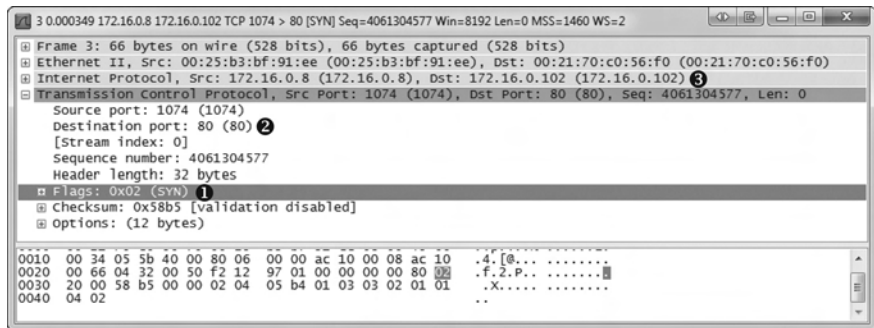 3 0.000349 172.16.0.8 172.16.0.102 TCP 1074 > 80 [SYN] Seq=4061304577 Win=8192 Len=0 MSS=1460 WS=2
Frame 3: 66 bytes on wire (528 bits), 66 bytes captured (528 bits)
Ethernet II, Src: 00:25:b3:bf:91:ee (00:25:b3:bf:91:ee), Dst: 00:21:70:c0:56:f0 (00:21:70:c0:56:f0)
Internet Protocol, Src: 172.16.0.8 (172.16.0.8), Dst: 172.16.0.102 (172.16.0.102) ❸
Transmission Control Protocol, Src Port: 1074 (1074), Dst Port: 80 (80), Seq: 4061304577, Len: 0
Source port: 1074 (1074)
Destination port: 80 (80) ❷
[Stream index: 0]
Sequence number: 4061304577
Header length: 32 bytes
Flags: 0x02 (SYN) ❶
Checksum: 0x58b5 [validation disabled]
Options: (12 bytes)
0010 00 34 05 5b 40 00 80 06 00 00 ac 10 00 08 ac 10 .4.[@... ........
0020 00 66 04 32 00 50 f2 12 97 01 00 00 00 00 80 02 .f.2.P.. ........
0030 20 00 58 b5 00 00 02 04 05 b4 01 03 03 02 01 01 .X..... ........
0040 04 02 ..